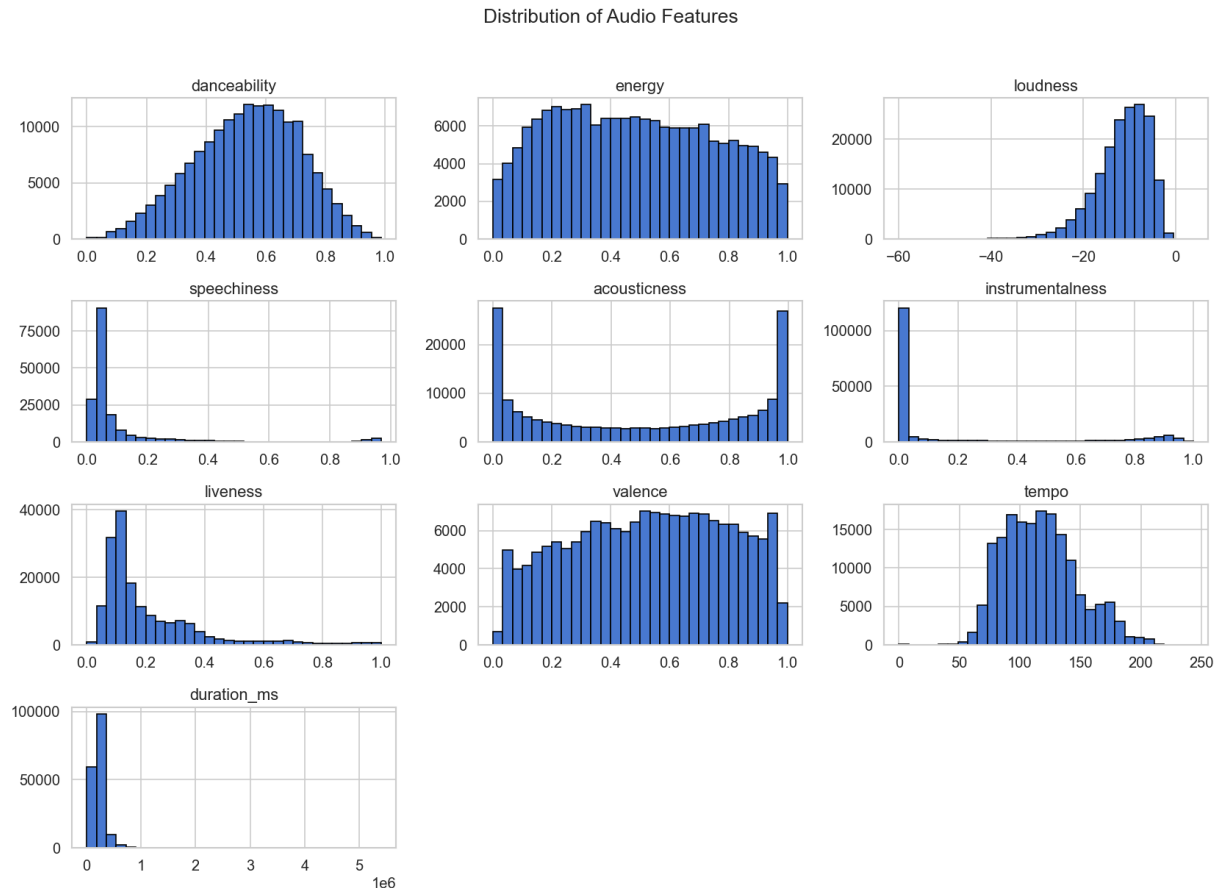 Distribution of Audio Features
danceability
10000
5000
0
0.0 0.2 0.4 0.6 0.8 1.0
energy
6000
4000
2000
0
0.0 0.2 0.4 0.6 0.8 1.0
loudness
20000
10000
0
−60 −40 −20 0
speechiness
75000
50000
25000
0
0.0 0.2 0.4 0.6 0.8 1.0
acousticness
20000
10000
0
0.0 0.2 0.4 0.6 0.8 1.0
instrumentalness
100000
50000
0
0.0 0.2 0.4 0.6 0.8 1.0
liveness
40000
20000
0
0.0 0.2 0.4 0.6 0.8 1.0
valence
6000
4000
2000
0
0.0 0.2 0.4 0.6 0.8 1.0
tempo
15000
10000
5000
0
0 50 100 150 200 250
duration_ms
100000
50000
0
0 1 2 3 4 5
1e6